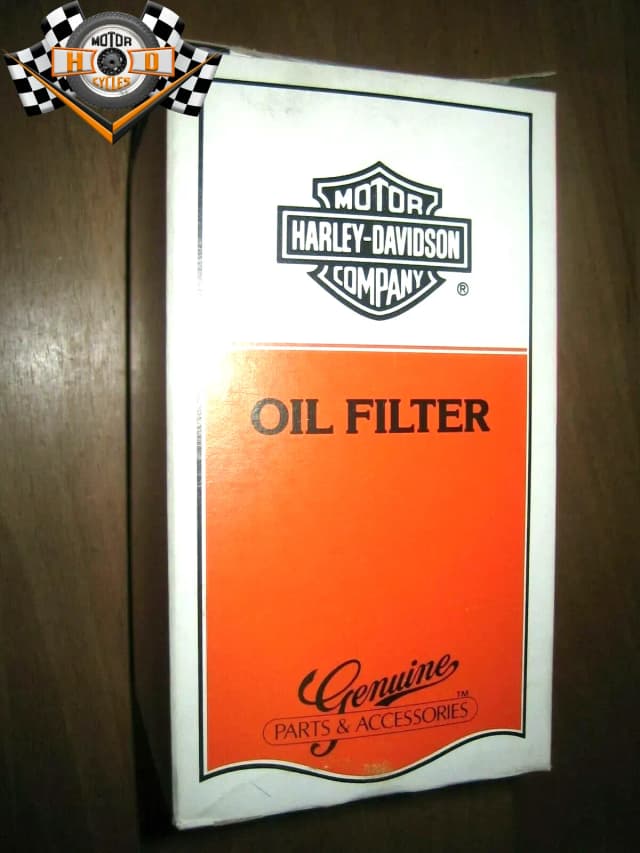 MOTOR
H D
CYCLES
MOTOR
HARLEY-DAVIDSON
COMPANY
®
OIL FILTER
Genuine
TM
PARTS & ACCESSORIES